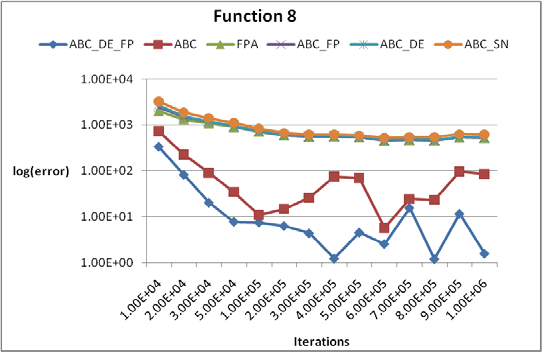 Function 8
ABC_DE_FP ABC FPA ABC_FP ABC_DE ABC_SN
1.00E+04
1.00E+03
1.00E+02
1.00E+01
1.00E+00
log(error)
1.00E+04 2.00E+04 3.00E+04 5.00E+04 1.00E+05 2.00E+05 3.00E+05 4.00E+05 5.00E+05 6.00E+05 7.00E+05 8.00E+05 9.00E+05 1.00E+06
Iterations